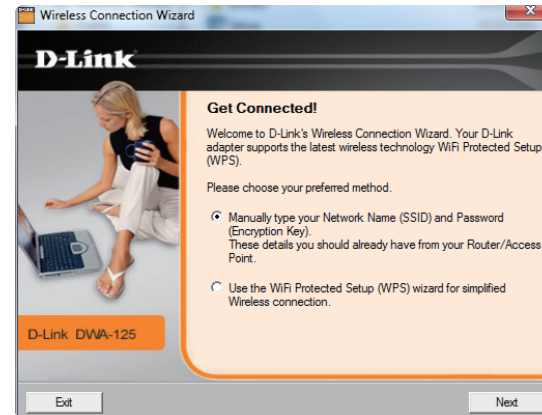 Wireless Connection Wizard
D-Link
Get Connected!
Welcome to D-Link's Wireless Connection Wizard. Your D-Link
adapter supports the latest wireless technology WiFi Protected Setup
(WPS).
Please choose your preferred method.
Manually type your Network Name (SSID) and Password
(Encryption Key).
These details you should already have from your Router/Access
Point.
Use the WiFi Protected Setup (WPS) wizard for simplified
Wireless connection.
D-Link DWA-125
Exit
Next